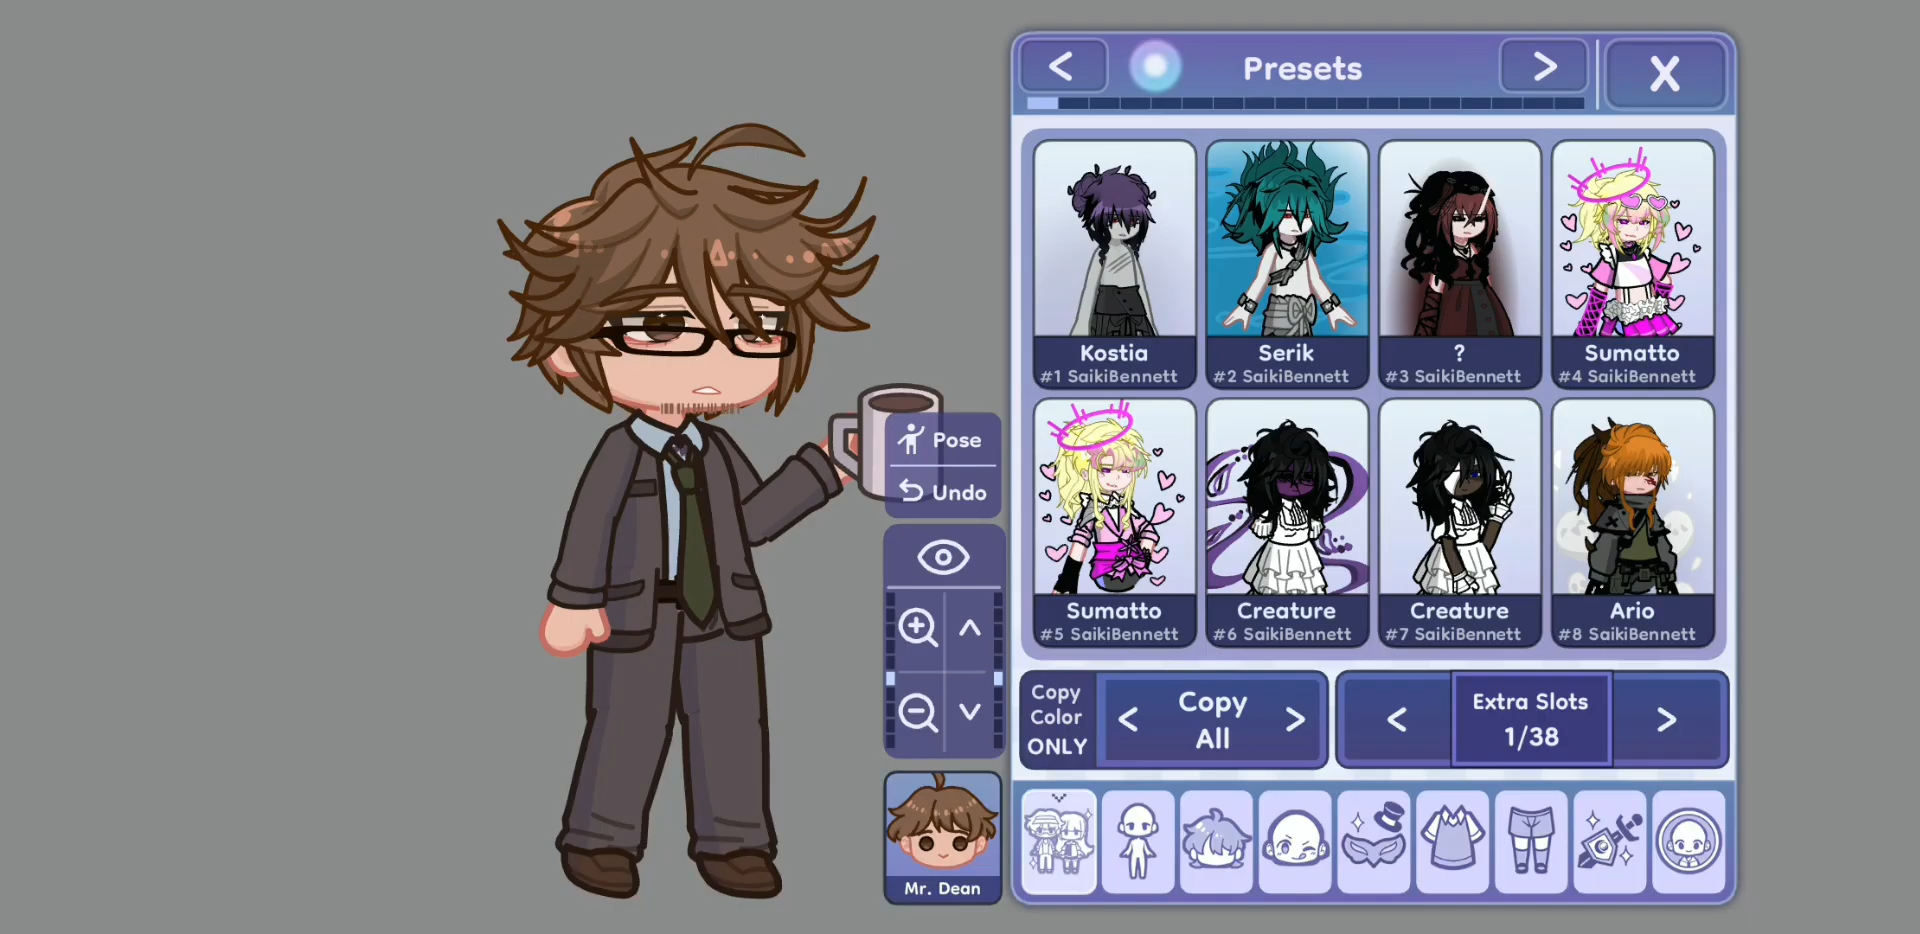 Presets
X
Kostia
#1 SaikiBennett
Serik
#2 SaikiBennett
?
#3 SaikiBennett
Sumatto
#4 SaikiBennett
Pose
Undo
Sumatto
#5 SaikiBennett
Creature
#6 SaikiBennett
Creature
#7 SaikiBennett
Ario
#8 SaikiBennett
Copy
Color
ONLY
Copy
All
Extra Slots
1/38
Mr. Dean